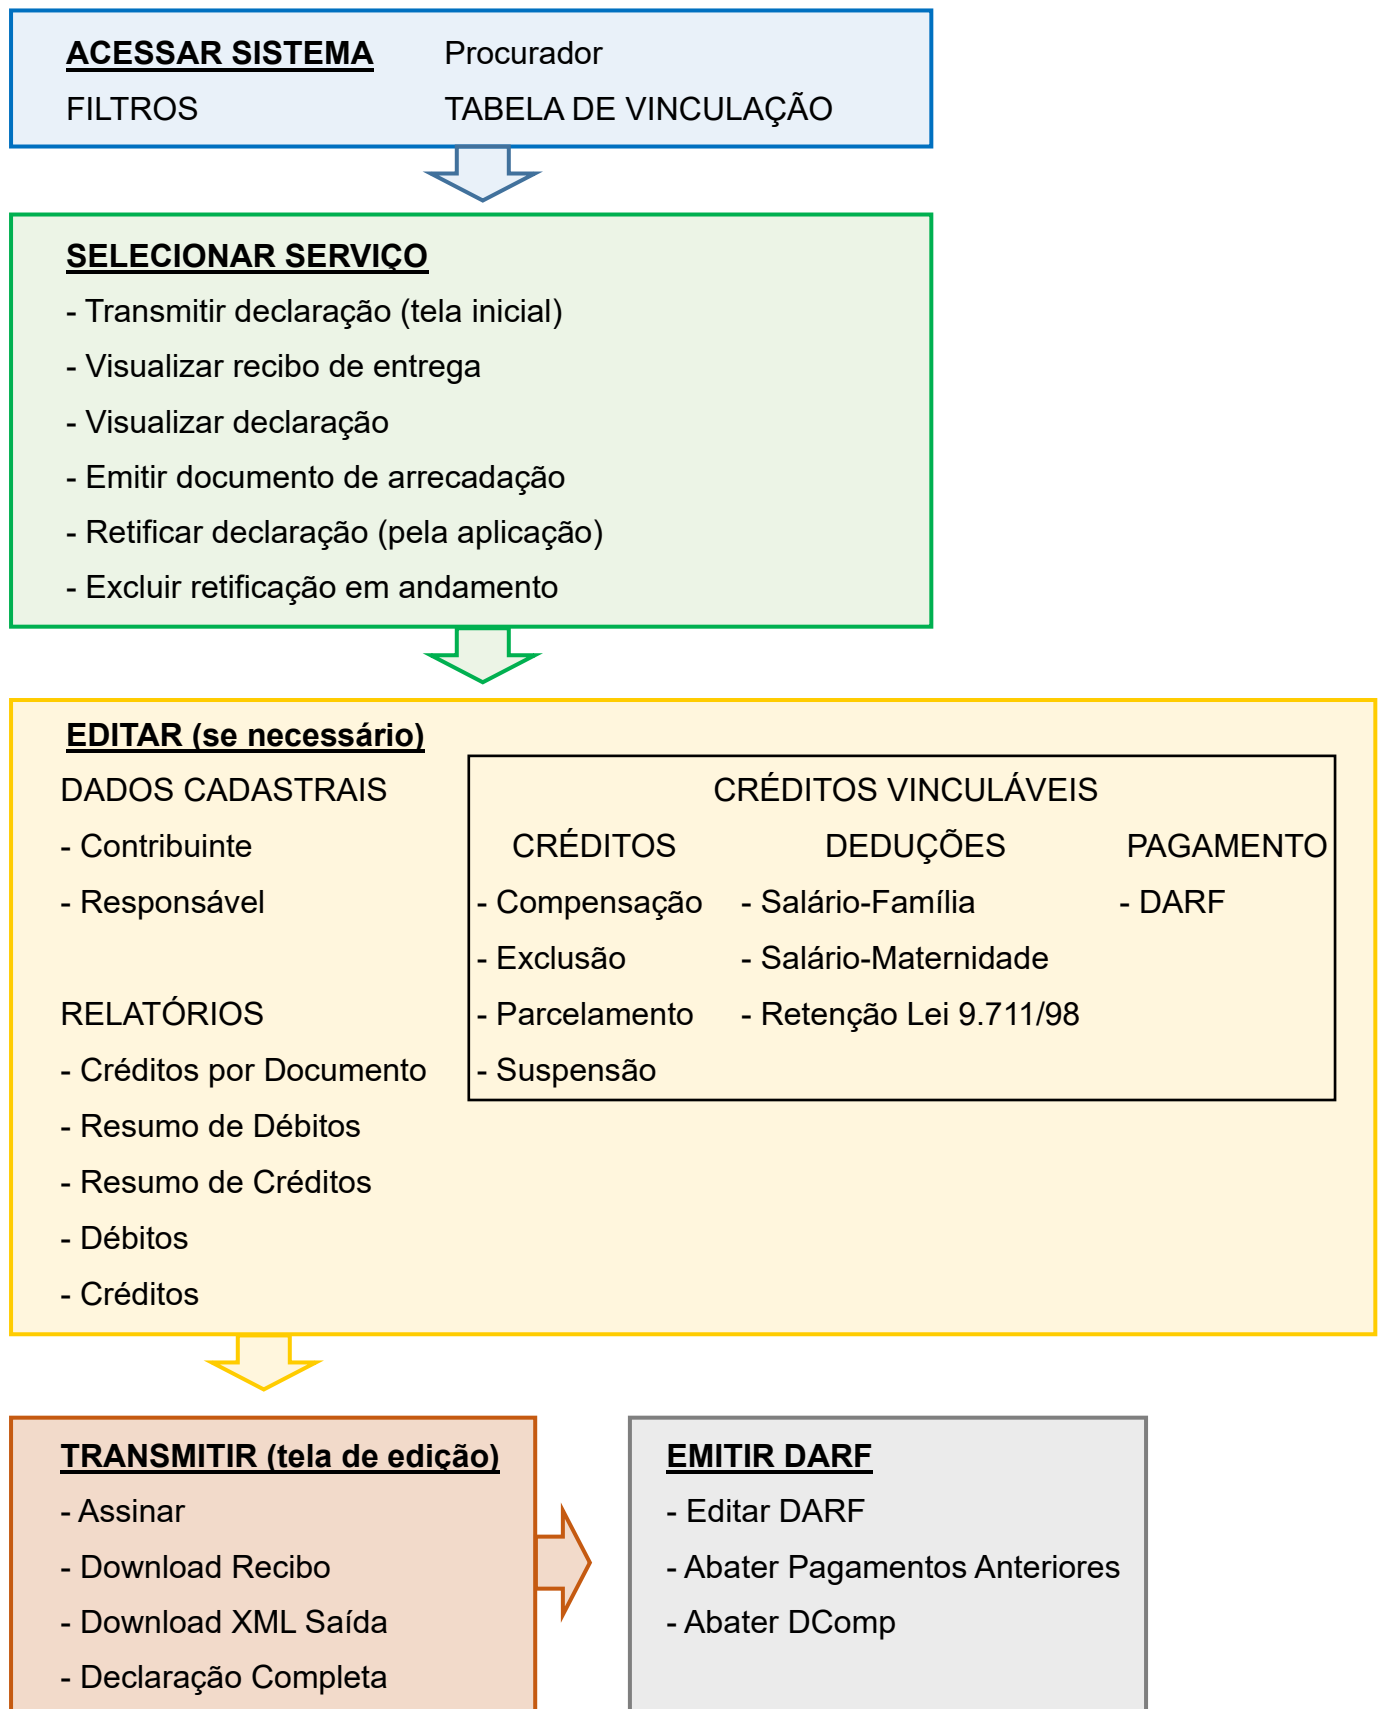 ACESSAR SISTEMA Procurador
FILTROS TABELA DE VINCULAÇÃO
SELECIONAR SERVIÇO
- Transmitir declaração (tela inicial)
- Visualizar recibo de entrega
- Visualizar declaração
- Emitir documento de arrecadação
- Retificar declaração (pela aplicação)
- Excluir retificação em andamento
EDITAR (se necessário)
DADOS CADASTRAIS
- Contribuinte
- Responsável
RELATÓRIOS
- Créditos por Documento
- Resumo de Débitos
- Resumo de Créditos
- Débitos
- Créditos
CRÉDITOS VINCULÁVEIS
CRÉDITOS DEDUÇÕES PAGAMENTO
- Compensação - Salário-Família - DARF
- Exclusão - Salário-Maternidade
- Parcelamento - Retenção Lei 9.711/98
- Suspensão
TRANSMITIR (tela de edição)
- Assinar
- Download Recibo
- Download XML Saída
- Declaração Completa
EMITIR DARF
- Editar DARF
- Abater Pagamentos Anteriores
- Abater DComp